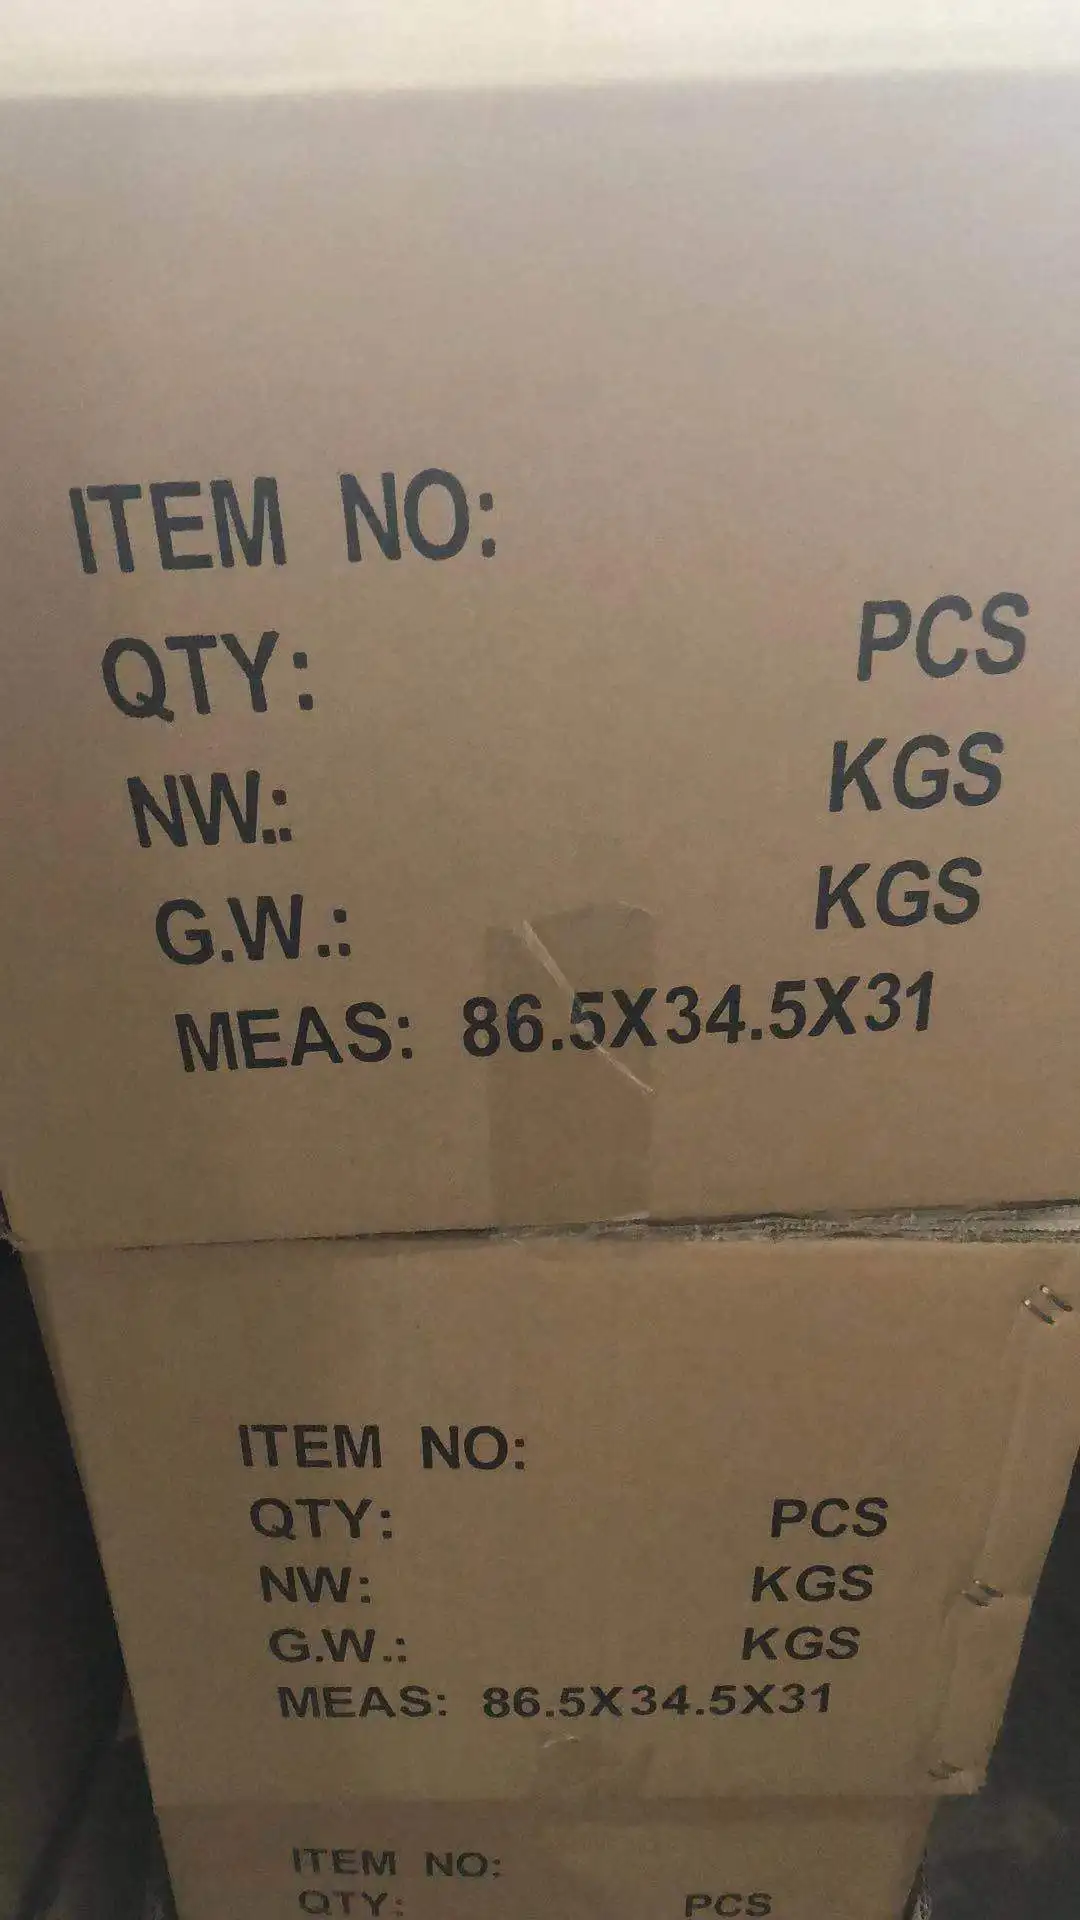 ITEM NO:
QTY: PCS
NW.: KGS
G.W.: KGS
MEAS: 86.5X34.5X31
ITEM NO:
QTY: PCS
NW: KGS
G.W.: KGS
MEAS: 86.5X34.5X31
ITEM NO:
QTY: PCS